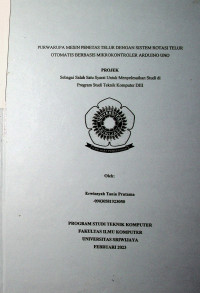 PURWARUPA MESIN PENETAS TELUR DENGAN SISTEM ROTASI TELUR
OTOMATIS BERBASIS MIKROKONTROLER ARDUINO UNO
PROJEK
Sebagai Salah Satu Syarat Untuk Menyelesaikan Studi di
Program Studi Teknik Komputer DIII
Oleh:
Pratama
PROGRAM STUDI TEKNIK KOMPUTER
FAKULTAS ILMU KOMPUTER
UNIVERSITAS SRIWIJAYA
FEBRUARI 2023